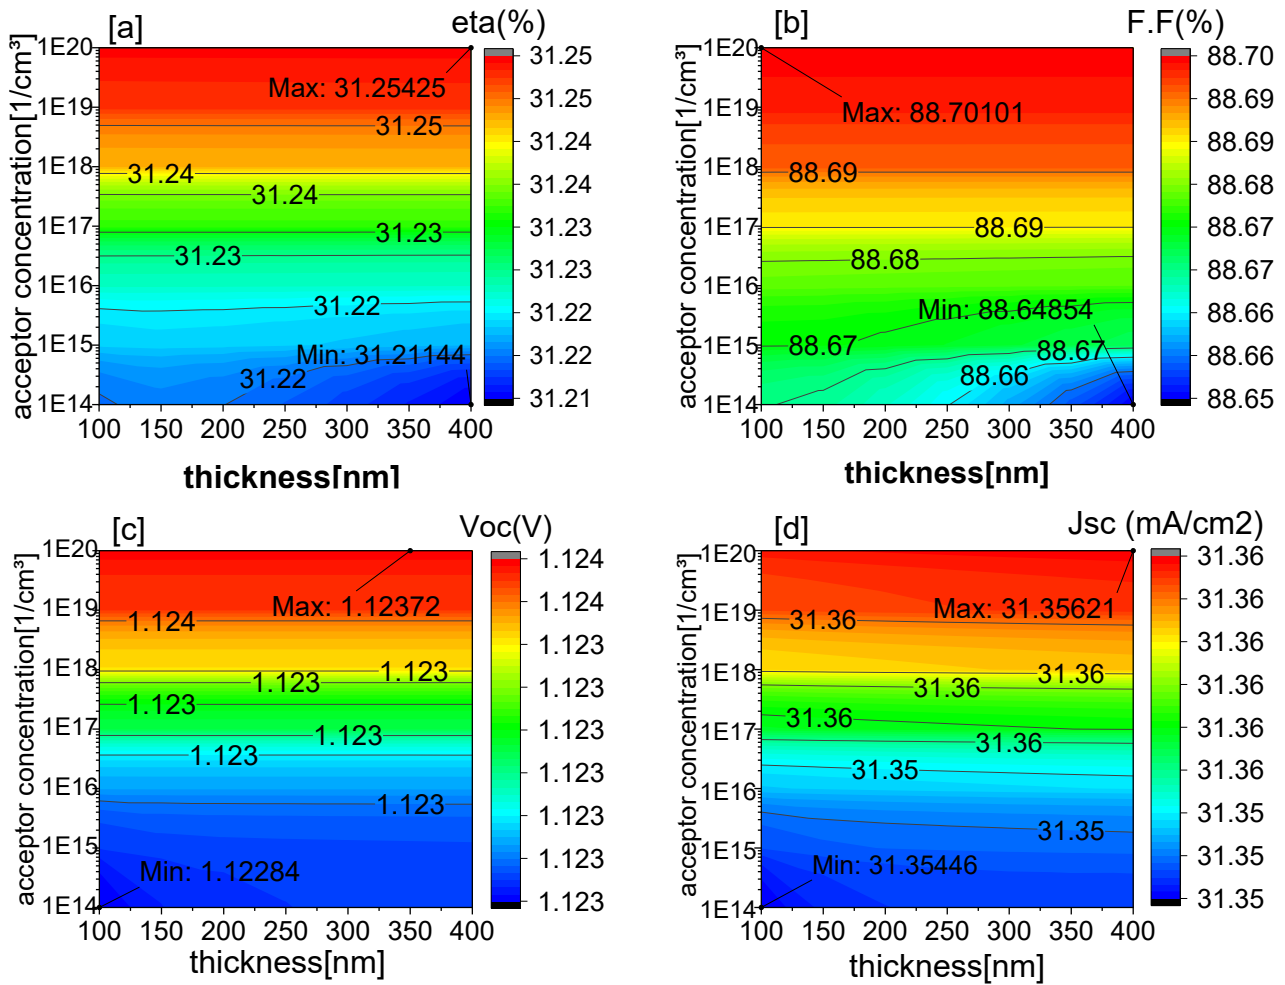 [a] eta(%)
1E20
1E19
1E18
1E17
1E16
1E15
1E14
acceptor concentration[1/cm³]
Max: 31.25425
31.25
31.24
31.24
31.23
31.23
31.22
Min: 31.21144
31.22
100 150 200 250 300 350 400
thickness[nm]
31.25
31.25
31.24
31.24
31.23
31.23
31.22
31.22
31.21
[b] F.F(%)
1E20
1E19
1E18
1E17
1E16
1E15
1E14
acceptor concentration[1/cm³]
Max: 88.70101
88.69
88.69
88.68
Min: 88.64854
88.67
88.67
88.66
100 150 200 250 300 350 400
thickness[nm]
88.70
88.69
88.69
88.68
88.67
88.67
88.66
88.66
88.65
[c] Voc(V)
1E20
1E19
1E18
1E17
1E16
1E15
1E14
acceptor concentration[1/cm³]
Max: 1.12372
1.124
1.123
1.123
1.123
1.123
1.123
1.123
Min: 1.12284
100 150 200 250 300 350 400
thickness[nm]
1.124
1.124
1.123
1.123
1.123
1.123
1.123
1.123
1.123
[d] Jsc (mA/cm2)
1E20
1E19
1E18
1E17
1E16
1E15
1E14
acceptor concentration[1/cm³]
Max: 31.35621
31.36
31.36
31.36
31.36
31.36
31.35
31.35
Min: 31.35446
100 150 200 250 300 350 400
thickness[nm]
31.36
31.36
31.36
31.36
31.36
31.36
31.35
31.35
31.35